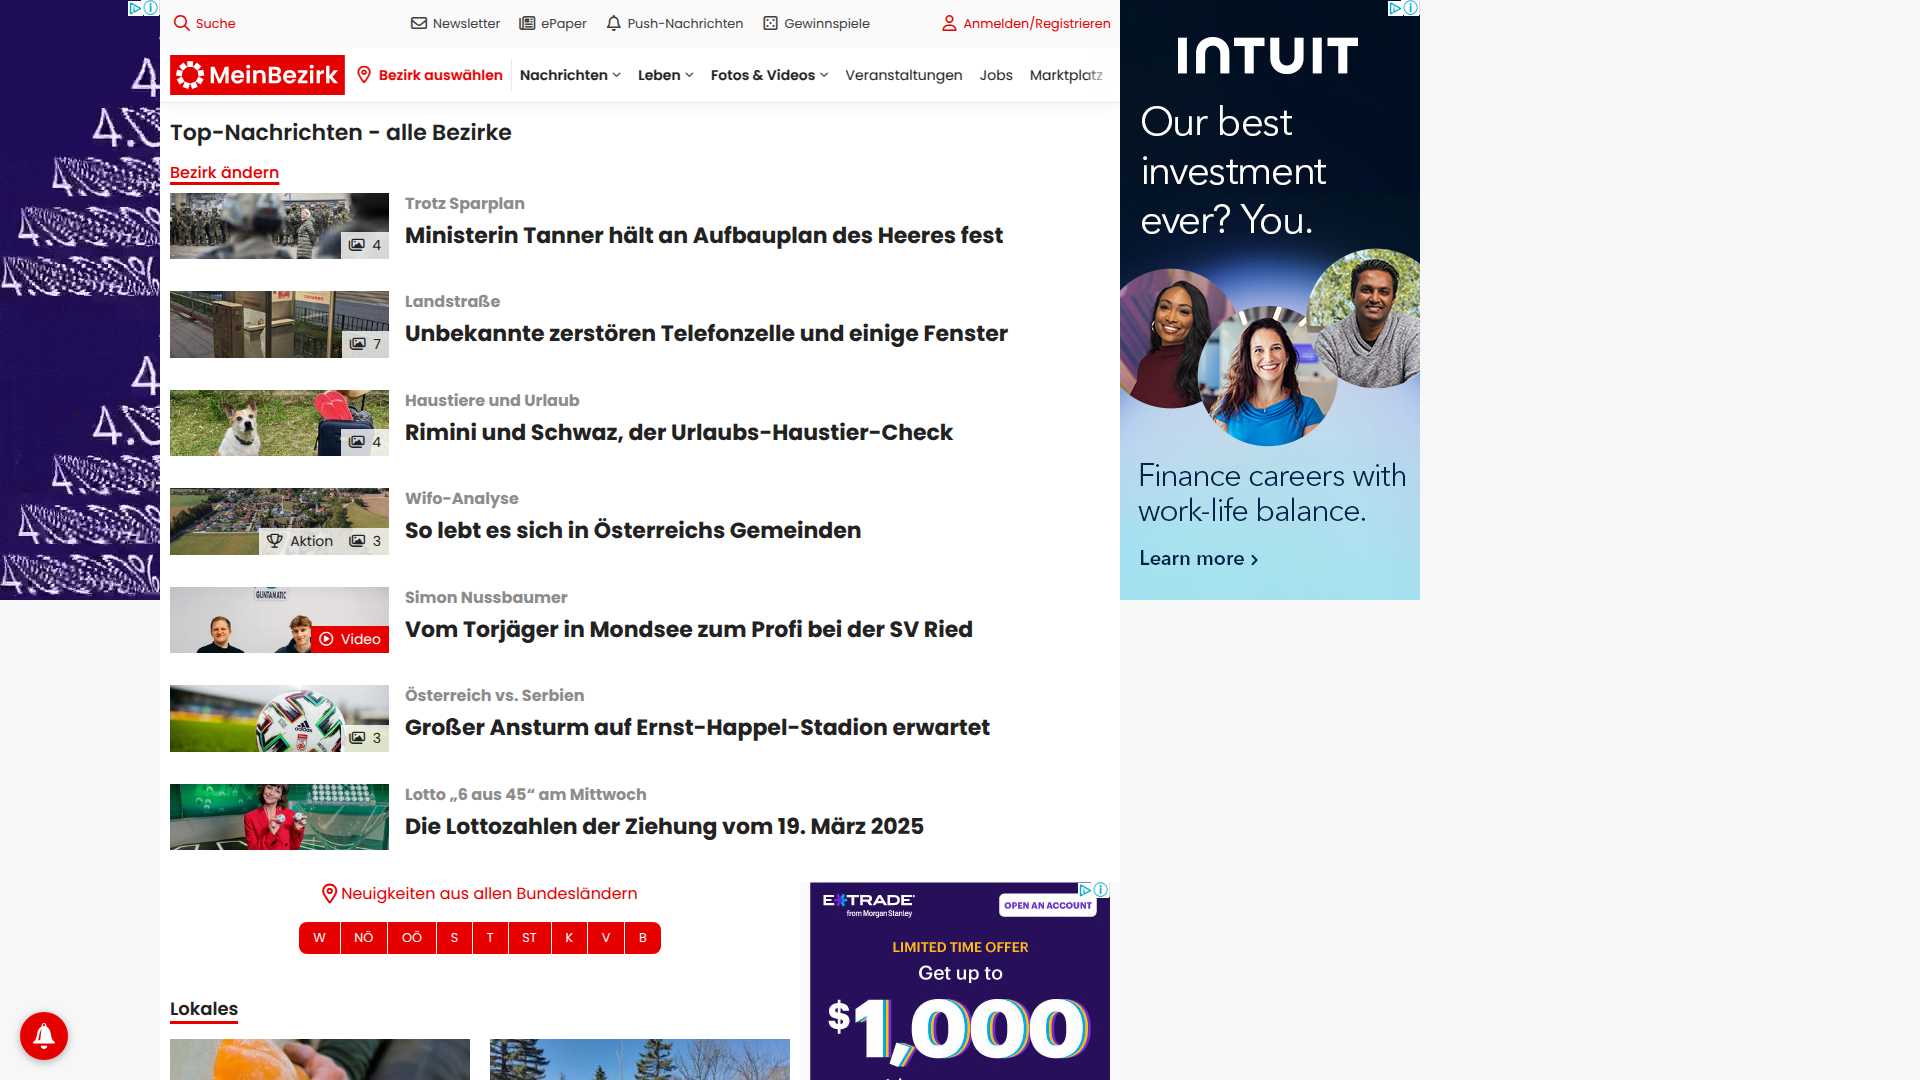 Suche
Newsletter
ePaper
Push-Nachrichten
Gewinnspiele
Anmelden/Registrieren
MeinBezirk
Bezirk auswählen
Nachrichten
Leben
Fotos & Videos
Veranstaltungen
Jobs
Marktplatz
Top-Nachrichten - alle Bezirke
Bezirk ändern
4
Trotz Sparplan
Ministerin Tanner hält an Aufbauplan des Heeres fest
7
Landstraße
Unbekannte zerstören Telefonzelle und einige Fenster
4
Haustiere und Urlaub
Rimini und Schwaz, der Urlaubs-Haustier-Check
Aktion
3
Wifo-Analyse
So lebt es sich in Österreichs Gemeinden
GUNTAMATIC
Video
Simon Nussbaumer
Vom Torjäger in Mondsee zum Profi bei der SV Ried
adidas
3
Österreich vs. Serbien
Großer Ansturm auf Ernst-Happel-Stadion erwartet
Lotto „6 aus 45“ am Mittwoch
Die Lottozahlen der Ziehung vom 19. März 2025
Neuigkeiten aus allen Bundesländern
W
NÖ
OÖ
S
T
ST
K
V
B
Lokales
INTUIT
Our best
investment
ever? You.
Finance careers with
work-life balance.
Learn more ›
E*TRADE
from Morgan Stanley
OPEN AN ACCOUNT
LIMITED TIME OFFER
Get up to
$1,000